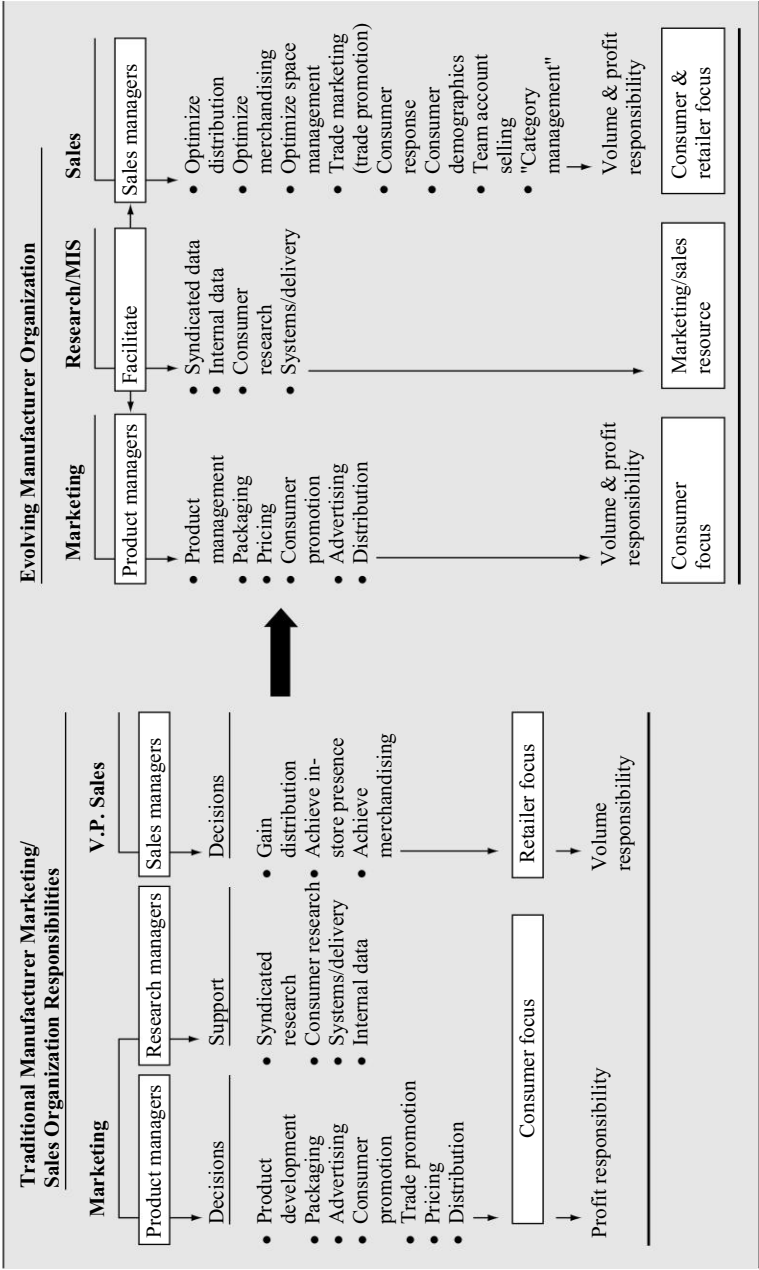 Traditional Manufacturer Marketing/
Sales Organization Responsibilities
Marketing
Product managers
Decisions
• Product
development
• Packaging
• Advertising
• Consumer
promotion
• Trade promotion
• Pricing
• Distribution
Research managers
Support
• Syndicated
research
• Consumer research
• Systems/delivery
• Internal data
Consumer focus
Profit responsibility
V.P. Sales
Sales managers
Decisions
• Gain
distribution
• Achieve in-
store presence
• Achieve
merchandising
Retailer focus
Volume
responsibility
Evolving Manufacturer Organization
Marketing
Product managers
• Product
management
• Packaging
• Pricing
• Consumer
promotion
• Advertising
• Distribution
Volume & profit
responsibility
Consumer
focus
Research/MIS
Facilitate
• Syndicated data
• Internal data
• Consumer
research
• Systems/delivery
Marketing/sales
resource
Sales
Sales managers
• Optimize
distribution
• Optimize
merchandising
• Optimize space
management
• Trade marketing
(trade promotion)
• Consumer
response
• Consumer
demographics
• Team account
selling
• "Category
management"
Volume & profit
responsibility
Consumer &
retailer focus